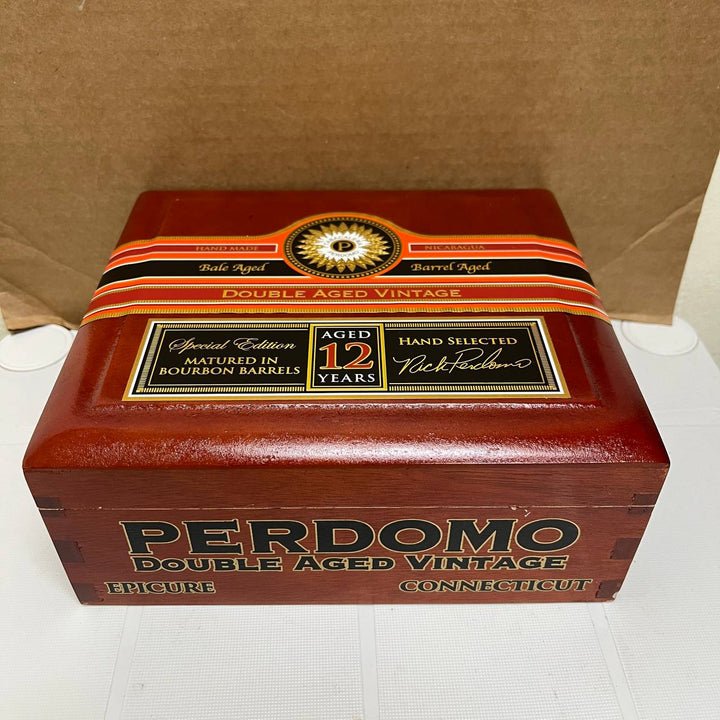 HAND MADE
P
NICARAGUA
Bale Aged
Barrel Aged
DOUBLE AGED VINTAGE
Special Edition
MATURED IN
BOURBON BARRELS
AGED
12
YEARS
HAND SELECTED
Nick Perdomo
PERDOMO
DOUBLE AGED VINTAGE
EPICURE
CONNECTICUT